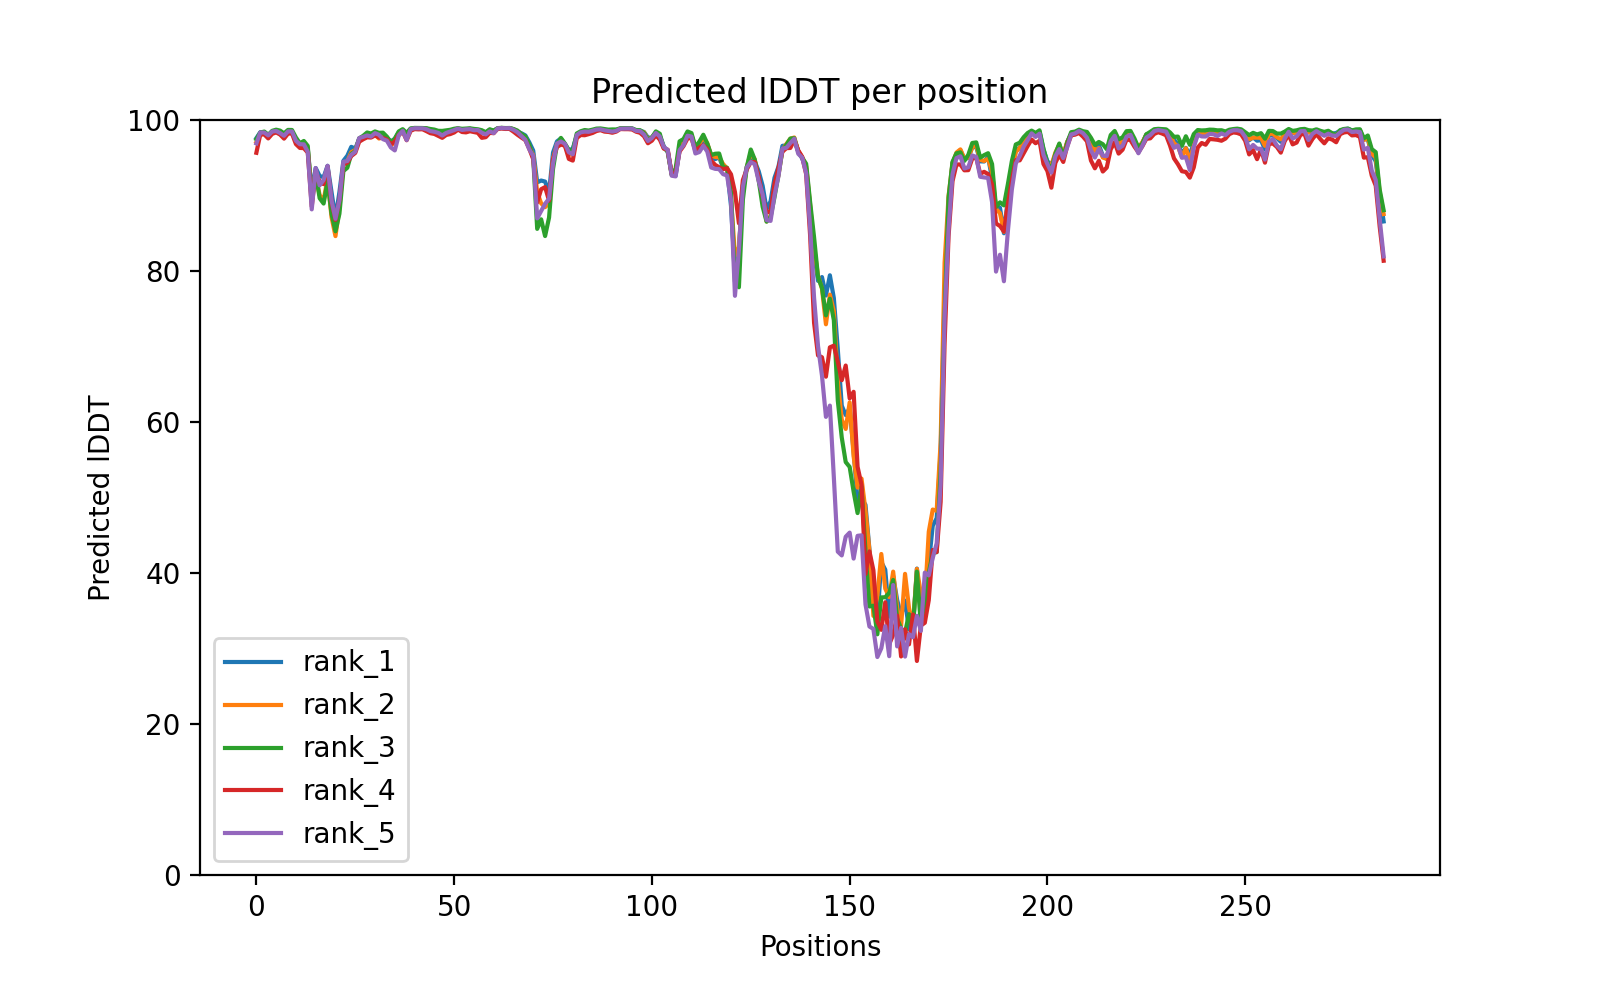 Predicted lDDT per position
100
80
60
40
20
0
Predicted lDDT
rank_1
rank_2
rank_3
rank_4
rank_5
0 50 100 150 200 250
Positions